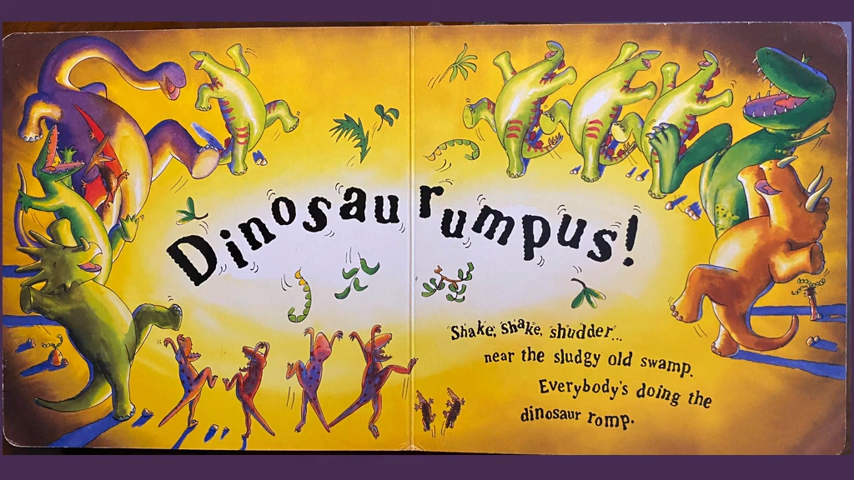 Dinosaurumpus!
Shake, shake, shudder...
near the sludgy old swamp.
Everybody's doing the
dinosaur romp.